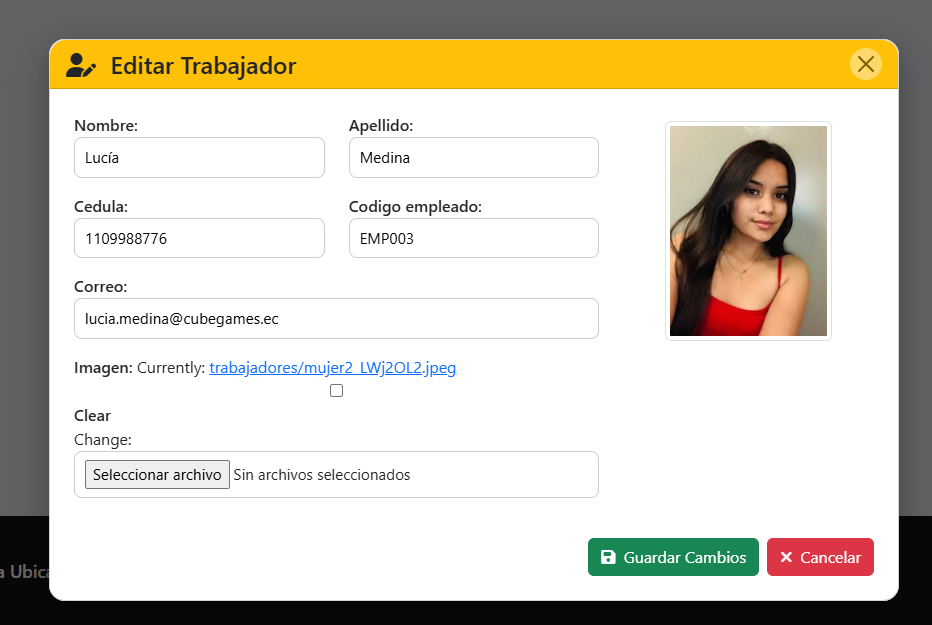 Editar Trabajador
Nombre:
Apellido:
Lucía
Medina
Cedula:
Codigo empleado:
1109988776
EMP003
Correo:
lucia.medina@cubegames.ec
Imagen: Currently: trabajadores/mujer2_LWj2OL2.jpeg
Clear
Change:
Seleccionar archivo Sin archivos seleccionados
Guardar Cambios
Cancelar
a Ubica